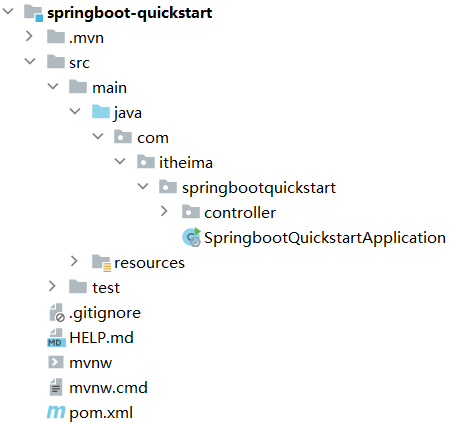 springboot-quickstart
.mvn
src
main
java
com
itheima
springbootquickstart
controller
SpringbootQuickstartApplication
resources
test
.gitignore
HELP.md
mvnw
mvnw.cmd
pom.xml